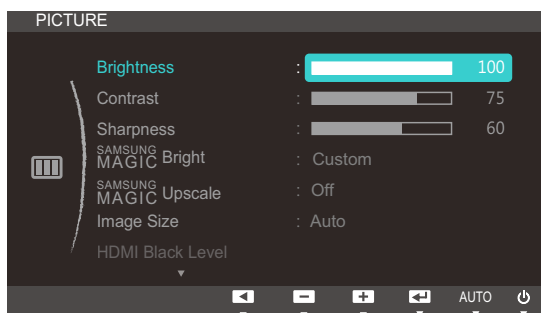 PICTURE
Brightness : 100
Contrast : 75
Sharpness : 60
SAMSUNG MAGIC Bright : Custom
SAMSUNG MAGIC Upscale : Off
Image Size : Auto
HDMI Black Level
AUTO